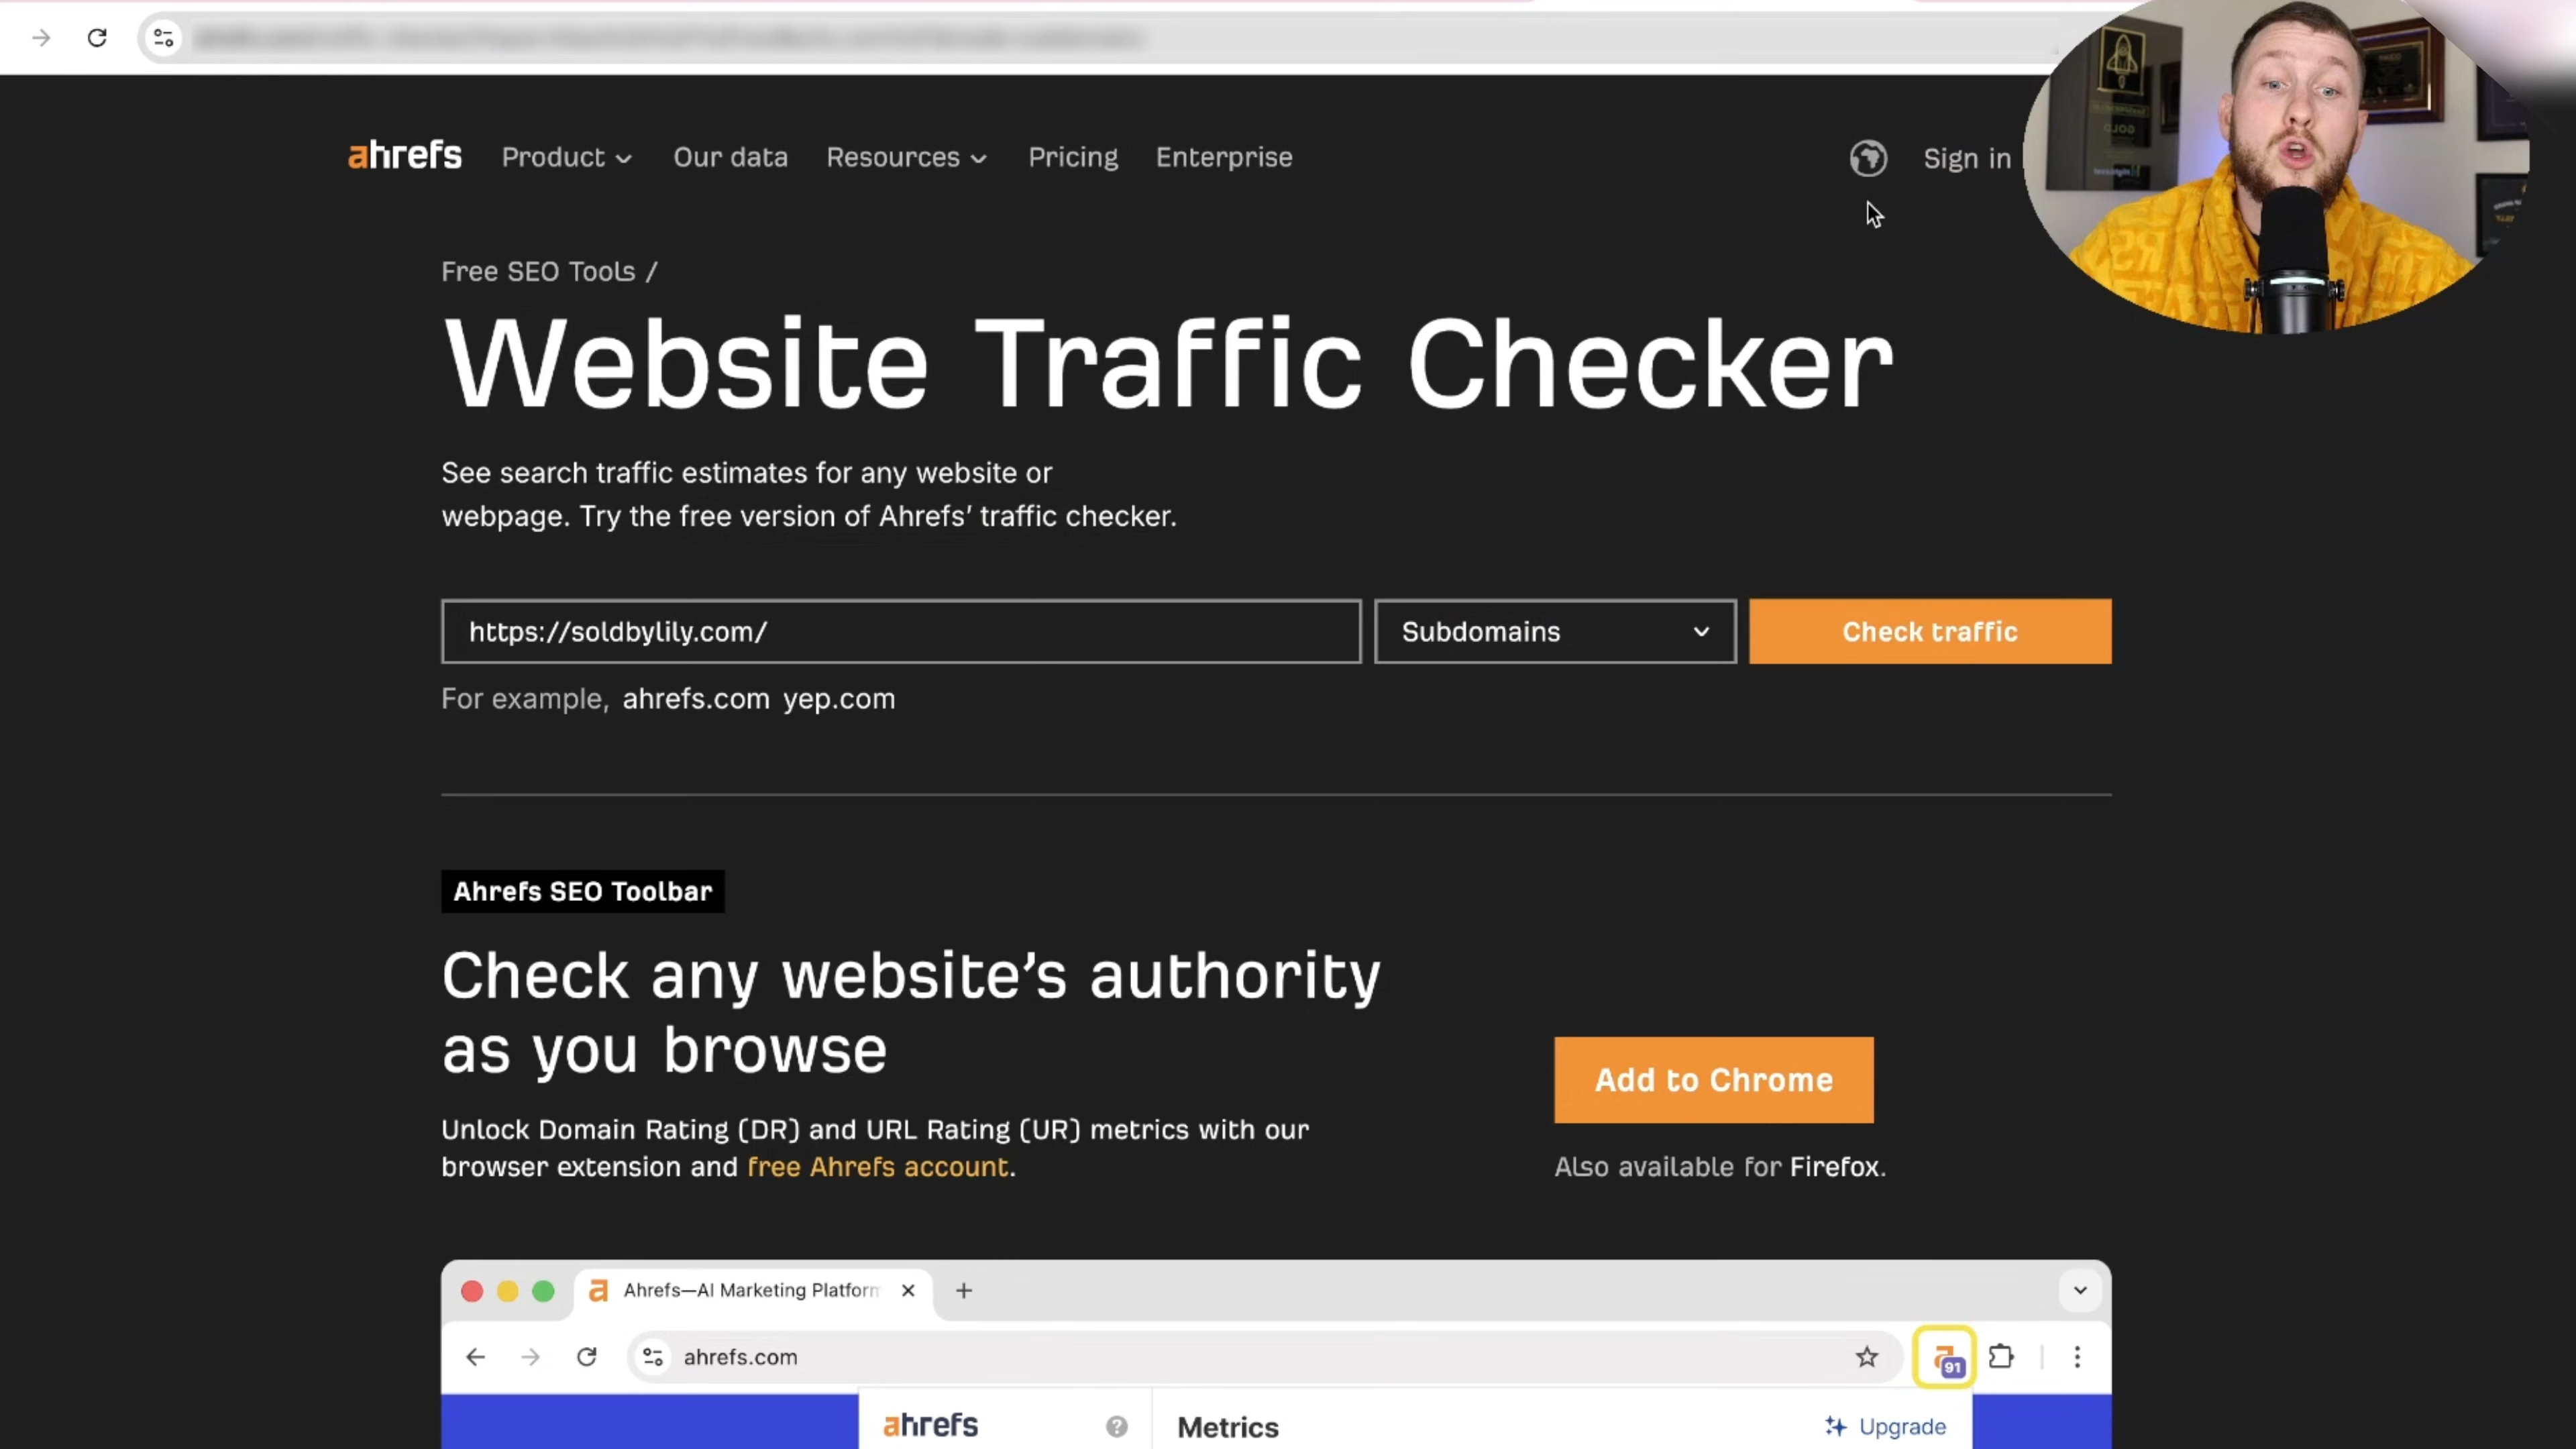 ahrefs Product Our data Resources Pricing Enterprise Sign in
Free SEO Tools /
Website Traffic Checker
See search traffic estimates for any website or
webpage. Try the free version of Ahrefs’ traffic checker.
https://soldbylily.com/ Subdomains Check traffic
For example, ahrefs.com yep.com
Ahrefs SEO Toolbar
Check any website’s authority
as you browse
Add to Chrome
Unlock Domain Rating (DR) and URL Rating (UR) metrics with our
browser extension and free Ahrefs account.
Also available for Firefox.
Ahrefs—AI Marketing Platform
ahrefs.com
91
ahrefs Metrics Upgrade